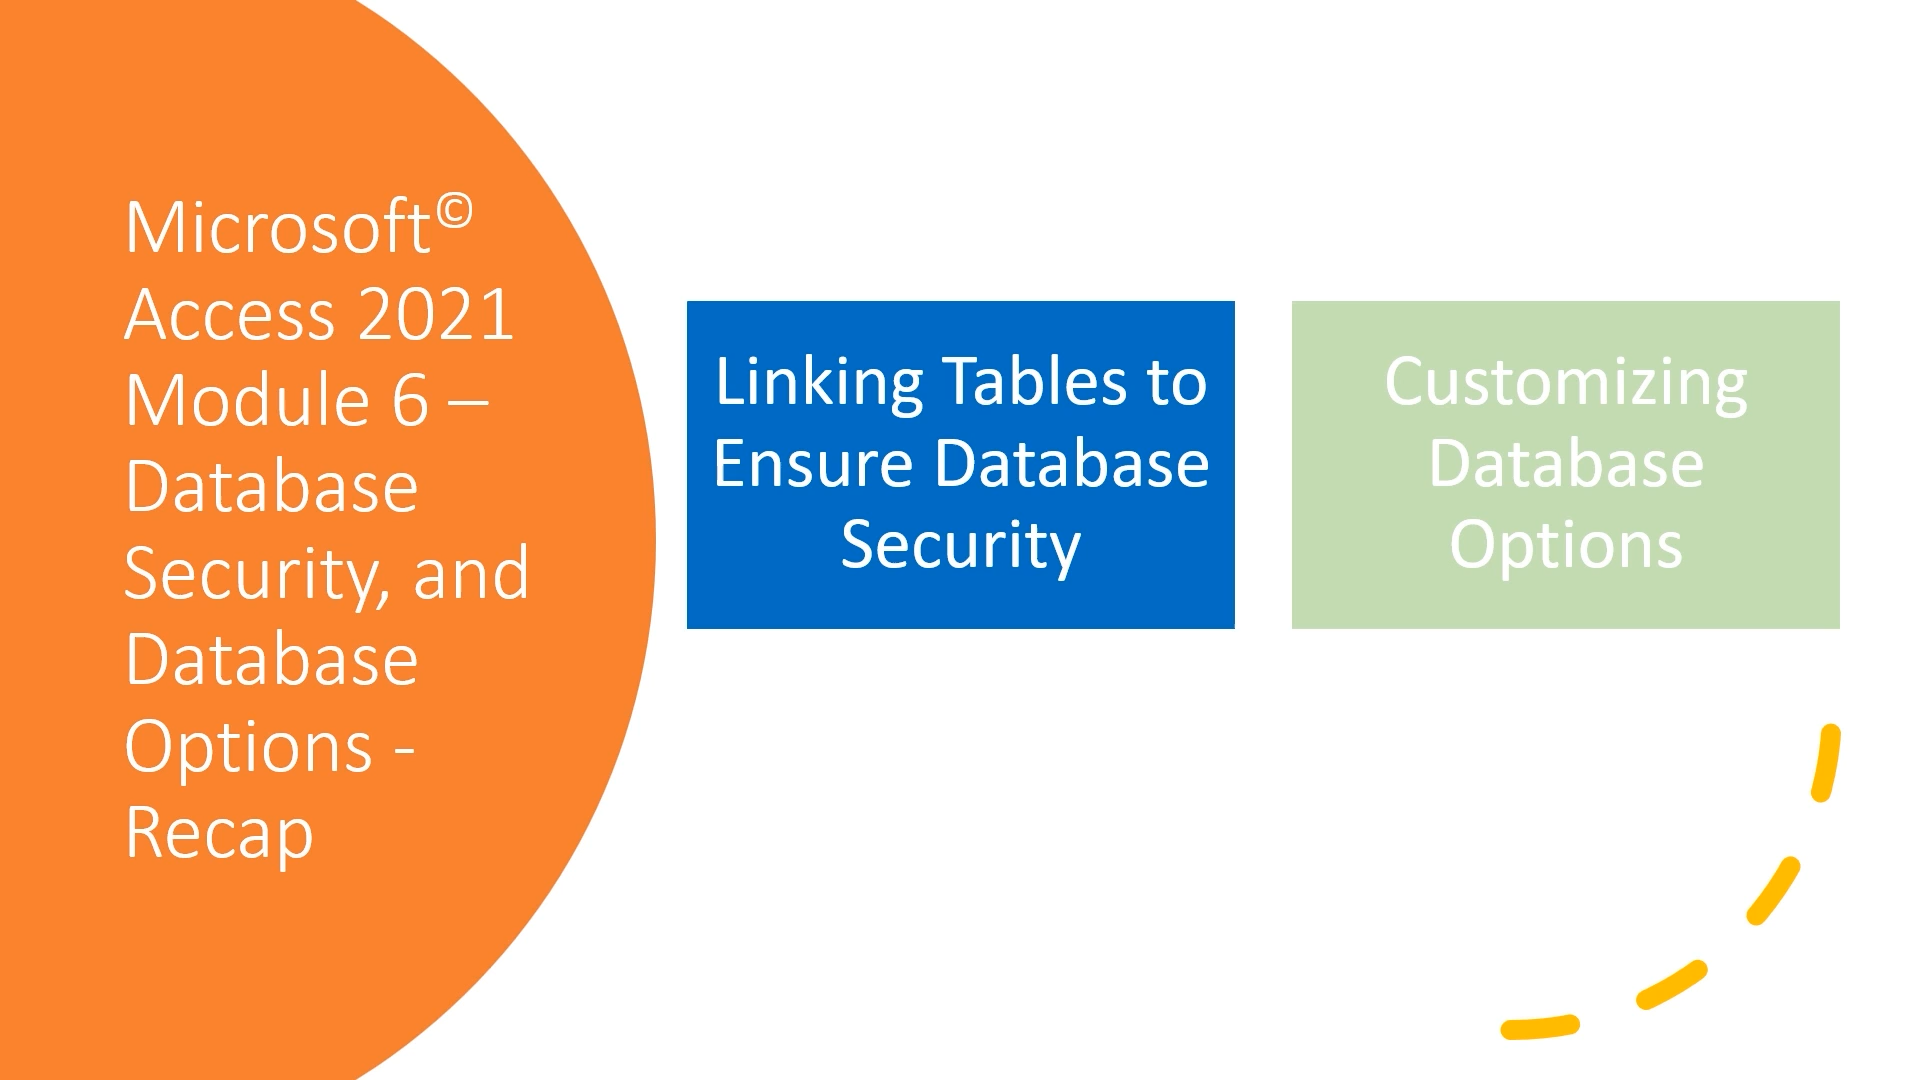 Microsoft©
Access 2021
Module 6 –
Database
Security, and
Database
Options -
Recap
Linking Tables to
Ensure Database
Security
Customizing
Database
Options